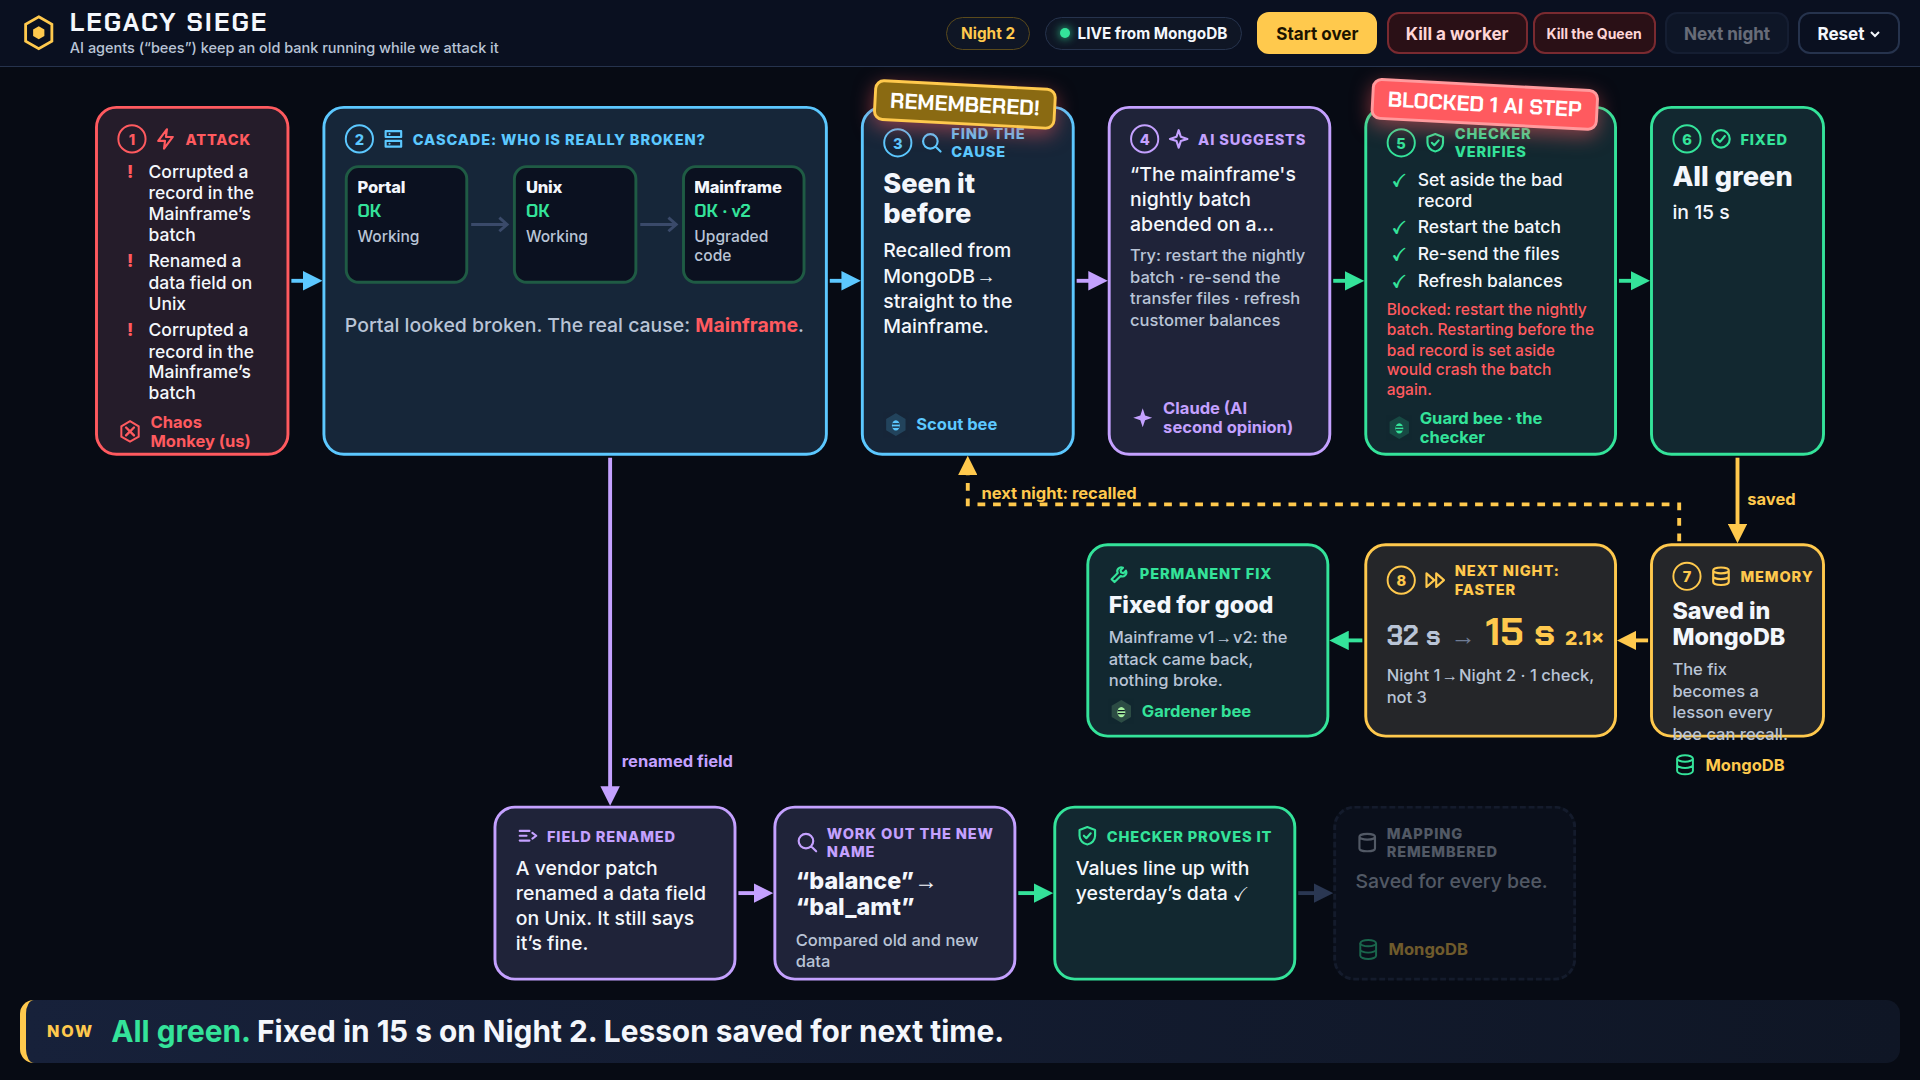 LEGACY SIEGE
AI agents (“bees”) keep an old bank running while we attack it
Night 2
LIVE from MongoDB
Start over
Kill a worker
Kill the Queen
Next night
Reset
1 ATTACK
! Corrupted a
record in the
Mainframe’s
batch
! Renamed a
data field on
Unix
! Corrupted a
record in the
Mainframe’s
batch
Chaos
Monkey (us)
2 CASCADE: WHO IS REALLY BROKEN?
Portal
OK
Working
Unix
OK
Working
Mainframe
OK · v2
Upgraded
code
Portal looked broken. The real cause: Mainframe.
REMEMBERED!
3 FIND THE
CAUSE
Seen it
before
Recalled from
MongoDB→
straight to the
Mainframe.
Scout bee
4 AI SUGGESTS
“The mainframe's
nightly batch
abended on a...
Try: restart the nightly
batch · re-send the
transfer files · refresh
customer balances
Claude (AI
second opinion)
BLOCKED 1 AI STEP
5 CHECKER
VERIFIES
✓ Set aside the bad
record
✓ Restart the batch
✓ Re-send the files
✓ Refresh balances
Blocked: restart the nightly
batch. Restarting before the
bad record is set aside
would crash the batch
again.
Guard bee · the
checker
6 FIXED
All green
in 15 s
next night: recalled
saved
PERMANENT FIX
Fixed for good
Mainframe v1→v2: the
attack came back,
nothing broke.
Gardener bee
8 NEXT NIGHT:
FASTER
32 s → 15 s 2.1×
Night 1→Night 2 · 1 check,
not 3
7 MEMORY
Saved in
MongoDB
The fix
becomes a
lesson every
bee can recall.
MongoDB
renamed field
FIELD RENAMED
A vendor patch
renamed a data field
on Unix. It still says
it’s fine.
WORK OUT THE NEW
NAME
“balance”→
“bal_amt”
Compared old and new
data
CHECKER PROVES IT
Values line up with
yesterday’s data ✓
MAPPING
REMEMBERED
Saved for every bee.
MongoDB
NOW All green. Fixed in 15 s on Night 2. Lesson saved for next time.